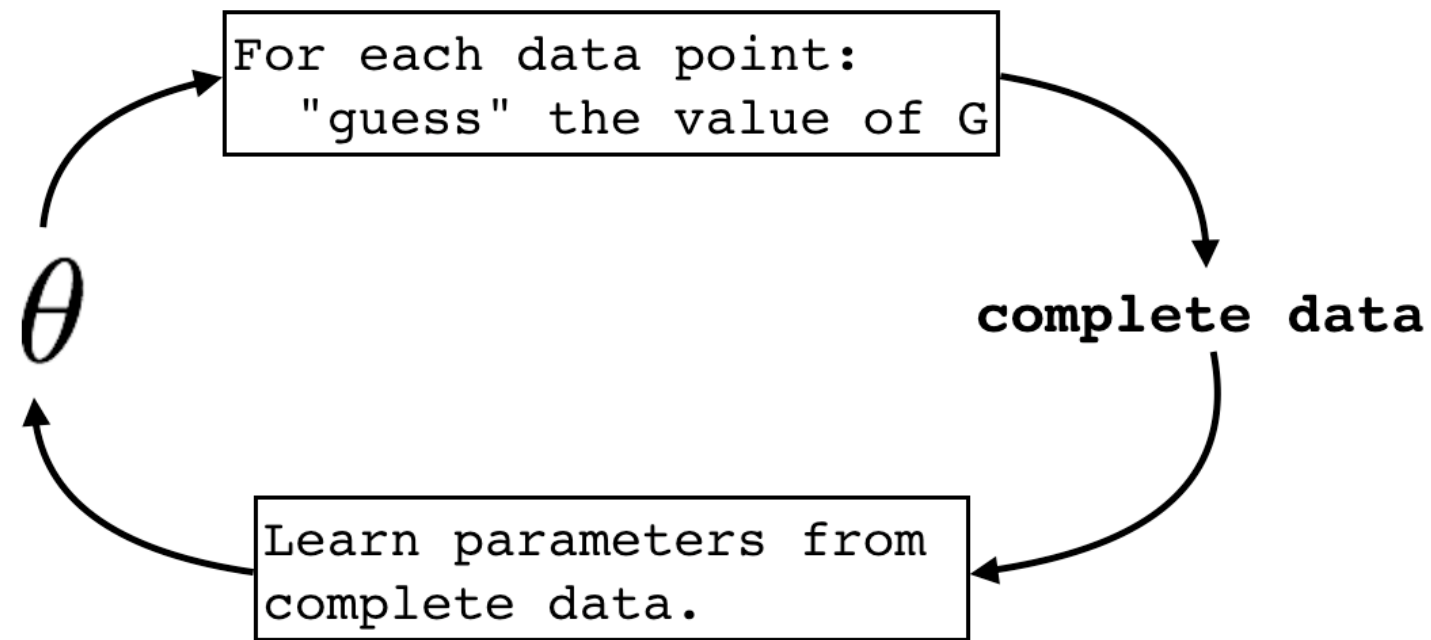 For each data point:
"guess" the value of G
θ
complete data
Learn parameters from
complete data.